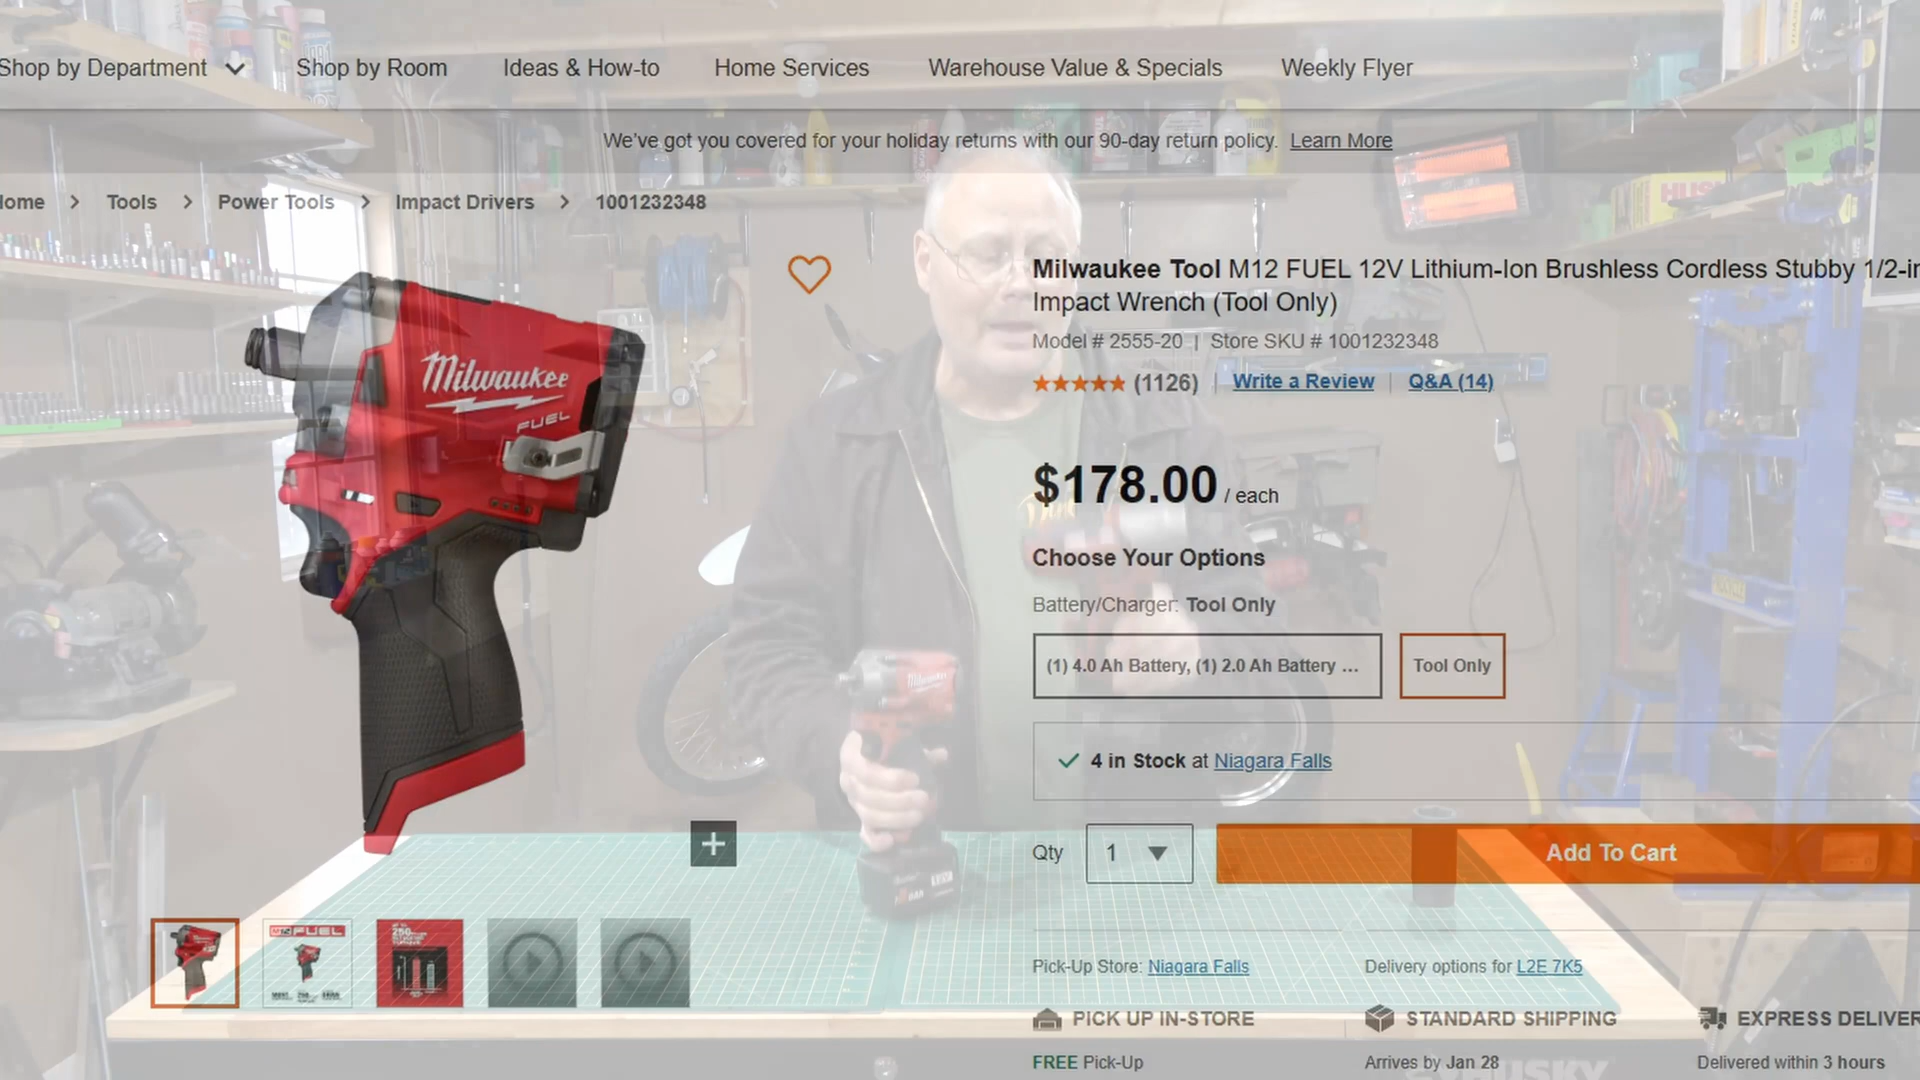 Shop by Department
Shop by Room
Ideas & How-to
Home Services
Warehouse Value & Specials
Weekly Flyer
We've got you covered for your holiday returns with our 90-day return policy. Learn More
Tools
Power Tools
Impact Drivers
1001232348
Milwaukee
FUEL
Milwaukee Tool M12 FUEL 12V Lithium-Ion Brushless Cordless Stubby 1/2-in
Impact Wrench (Tool Only)
Model # 2555-20 | Store SKU # 1001232348
(1126) | Write a Review | Q&A (14)
$178.00 / each
Choose Your Options
Battery/Charger: Tool Only
(1) 4.0 Ah Battery, (1) 2.0 Ah Battery ...
Tool Only
Milwaukee
4 in Stock at Niagara Falls
Qty
1
Add To Cart
M12 FUEL
250
Pick-Up Store: Niagara Falls
Delivery options for L2E 7K5
PICK UP IN-STORE
STANDARD SHIPPING
EXPRESS DELIVER
FREE Pick-Up
Arrives by Jan 28
Delivered within 3 hours
HUSKY